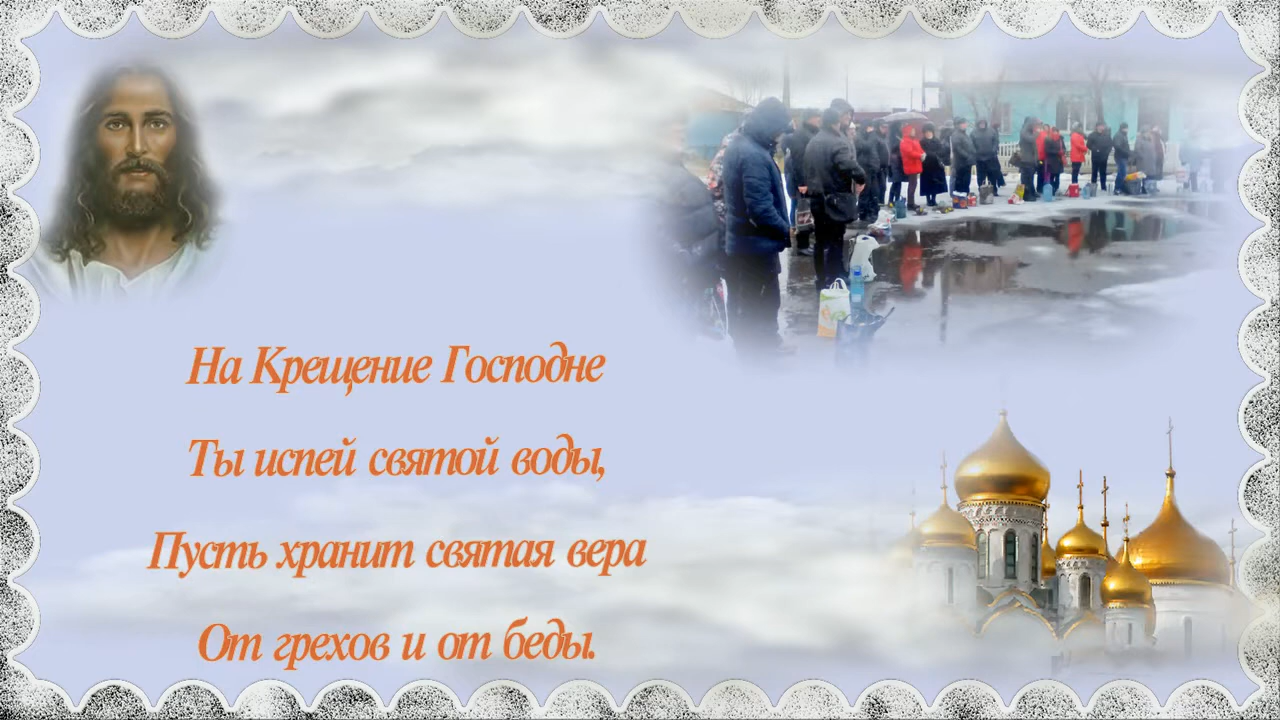 На Крещение Господне
Ты испей святой воды,
Пусть хранит святая вера
От грехов и от беды.